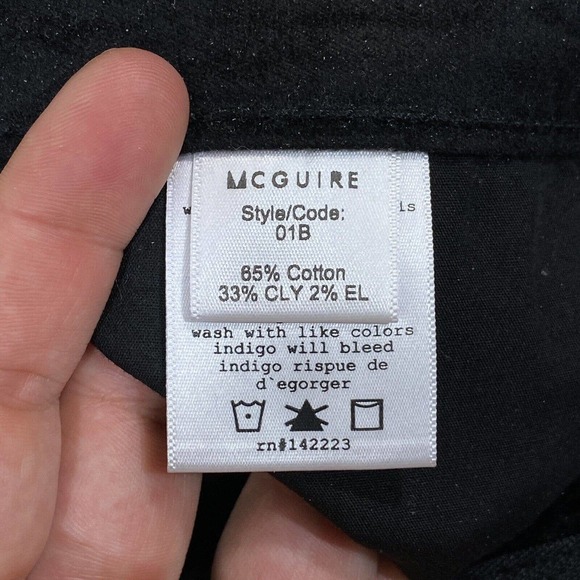 MCGUIRE
Style/Code:
01B
65% Cotton
33% CLY 2% EL
wash with like colors
indigo will bleed
indigo rispue de
d`egorger
rn#142223